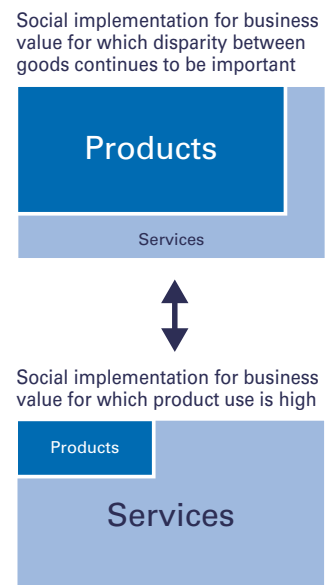 Social implementation for business
value for which disparity between
goods continues to be important
Products
Services
Social implementation for business
value for which product use is high
Products
Services